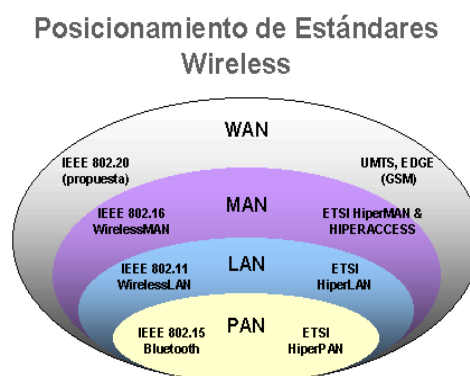 Posicionamiento de Estándares
Wireless
WAN
IEEE 802.20
(propuesta)
UMTS, EDGE
(GSM)
MAN
IEEE 802.16
WirelessMAN
ETSI HiperMAN &
HIPERACCESS
LAN
IEEE 802.11
WirelessLAN
ETSI
HiperLAN
PAN
IEEE 802.15
Bluetooth
ETSI
HiperPAN